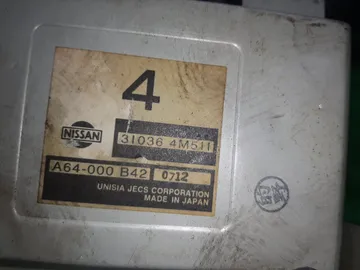 4
NISSAN
31036 4M511
A64-000 B42 0712
UNISIA JECS CORPORATION
MADE IN JAPAN